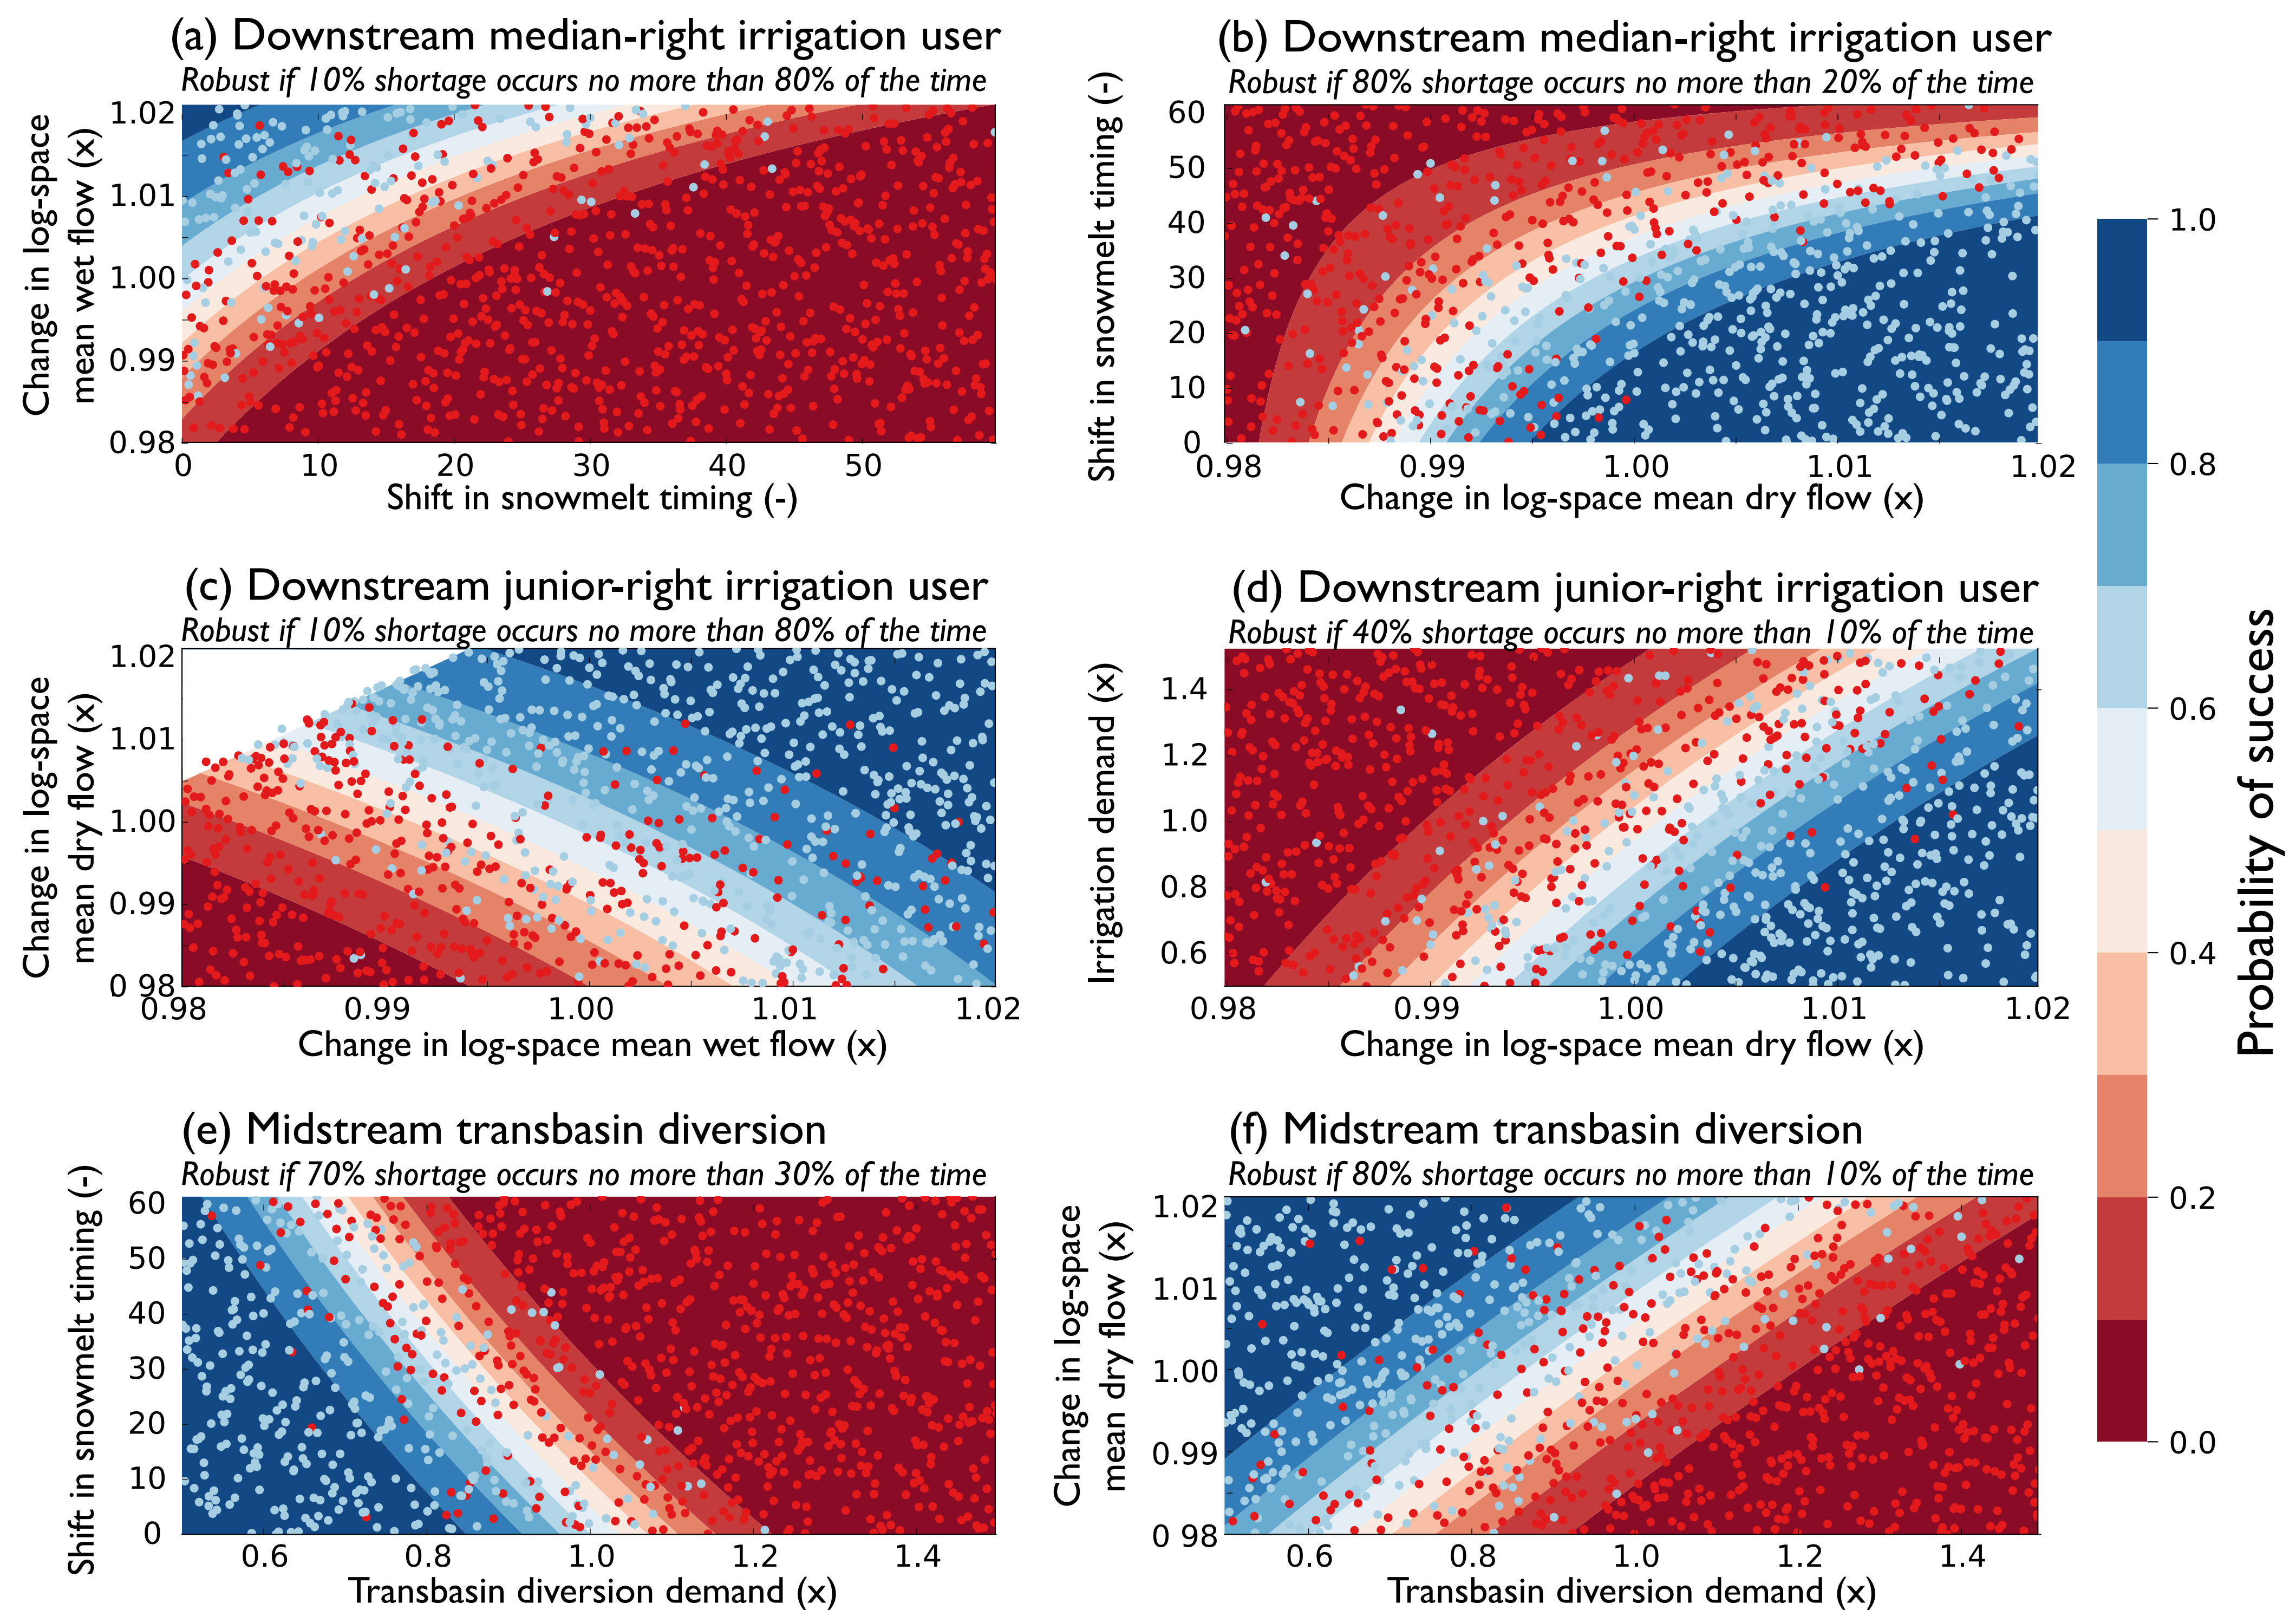 (a) Downstream median-right irrigation user
Robust if 10% shortage occurs no more than 80% of the time
Change in log-space
mean wet flow (x)
1.02
1.01
1.00
0.99
0.98
0
10
20
30
40
50
Shift in snowmelt timing (-)
(b) Downstream median-right irrigation user
Robust if 80% shortage occurs no more than 20% of the time
Shift in snowmelt timing (-)
60
50
40
30
20
10
0
0.98
0.99
1.00
1.01
1.02
Change in log-space mean dry flow (x)
(c) Downstream junior-right irrigation user
Robust if 10% shortage occurs no more than 80% of the time
Change in log-space
mean dry flow (x)
1.02
1.01
1.00
0.99
0 98
0.98
0.99
1.00
1.01
1.02
Change in log-space mean wet flow (x)
(d) Downstream junior-right irrigation user
Robust if 40% shortage occurs no more than 10% of the time
Irrigation demand (x)
1.4
1.2
1.0
0.8
0.6
0.98
0.99
1.00
1.01
1.02
Change in log-space mean dry flow (x)
(e) Midstream transbasin diversion
Robust if 70% shortage occurs no more than 30% of the time
Shift in snowmelt timing (-)
60
50
40
30
20
10
0
0.6
0.8
1.0
1.2
1.4
Transbasin diversion demand (x)
(f) Midstream transbasin diversion
Robust if 80% shortage occurs no more than 10% of the time
Change in log-space
mean dry flow (x)
1.02
1.01
1.00
0.99
0 98
0.6
0.8
1.0
1.2
1.4
Transbasin diversion demand (x)
1.0
0.8
0.6
0.4
0.2
0.0
Probability of success